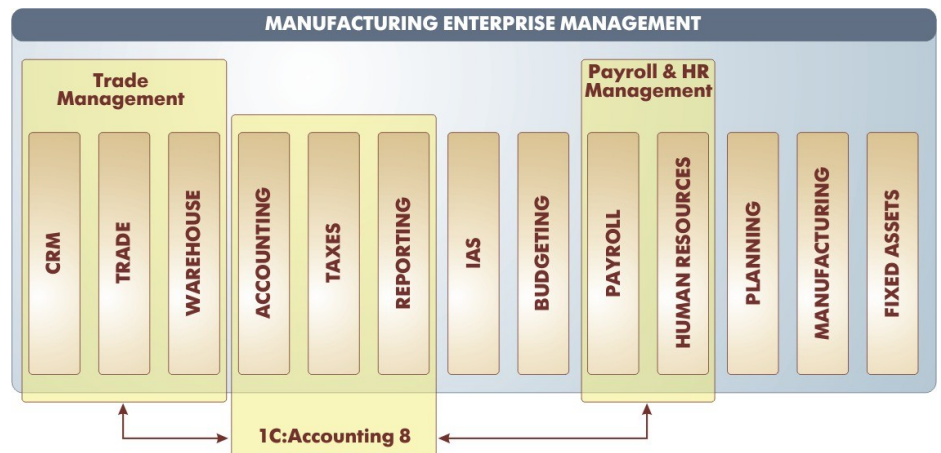 MANUFACTURING ENTERPRISE MANAGEMENT
Trade
Management
Payroll & HR
Management
CRM
TRADE
WAREHOUSE
ACCOUNTING
TAXES
REPORTING
IAS
BUDGETING
PAYROLL
HUMAN RESOURCES
PLANNING
MANUFACTURING
FIXED ASSETS
1C:Accounting 8